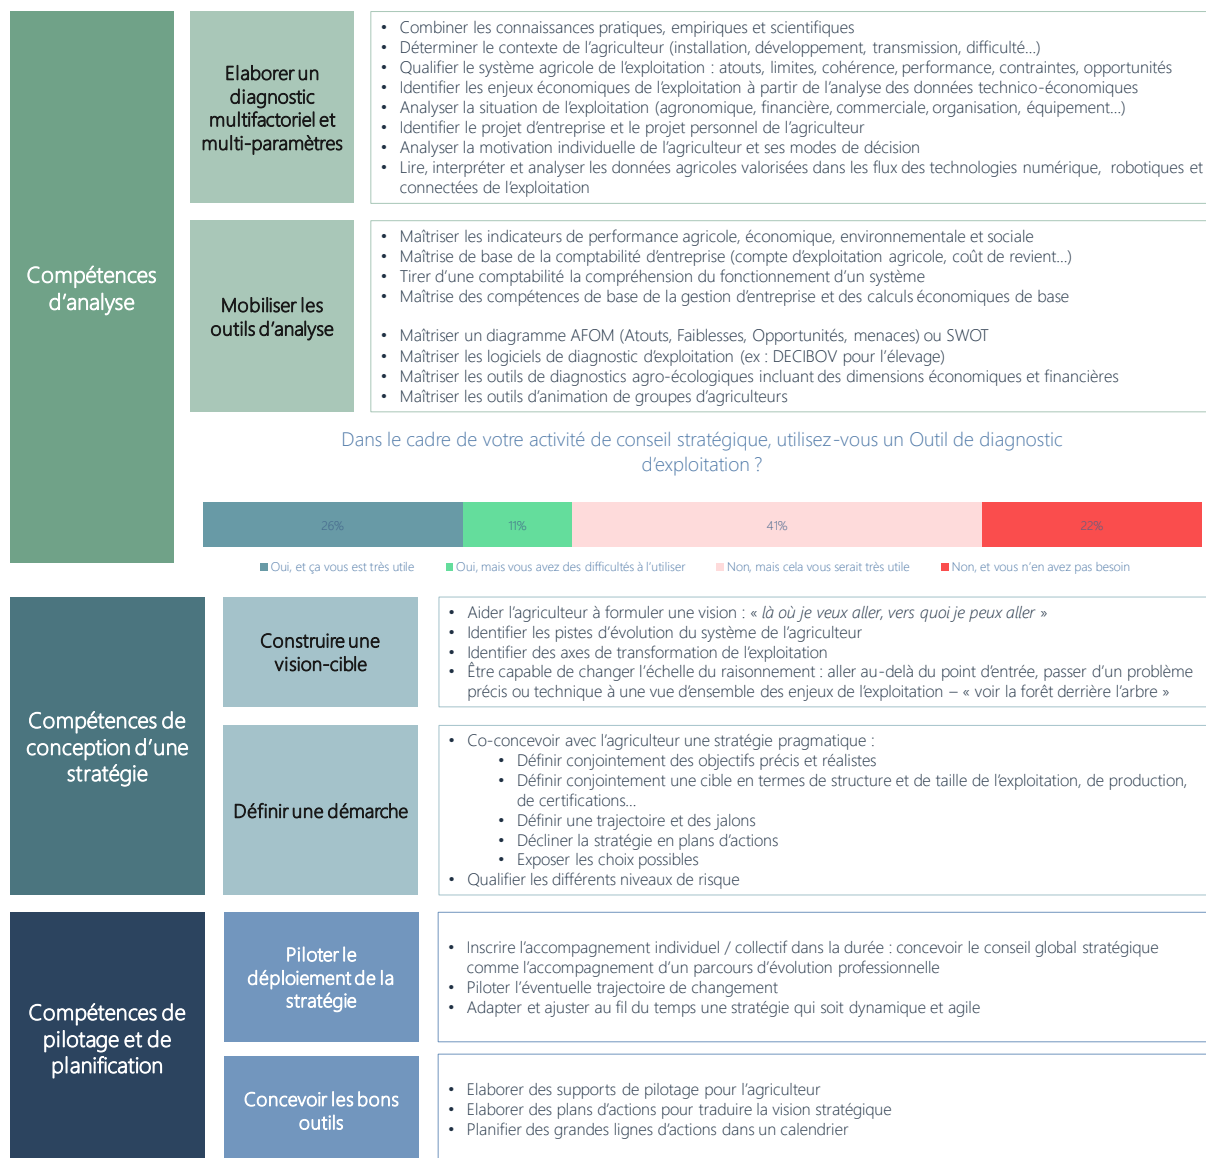 Compétences
d’analyse
Elaborer un
diagnostic
multifactoriel et
multi-paramètres
• Combiner les connaissances pratiques, empiriques et scientifiques
• Déterminer le contexte de l’agriculteur (installation, développement, transmission, difficulté…)
• Qualifier le système agricole de l’exploitation : atouts, limites, cohérence, performance, contraintes, opportunités
• Identifier les enjeux économiques de l’exploitation à partir de l’analyse des données technico-économiques
• Analyser la situation de l’exploitation (agronomique, financière, commerciale, organisation, équipement…)
• Identifier le projet d’entreprise et le projet personnel de l’agriculteur
• Analyser la motivation individuelle de l’agriculteur et ses modes de décision
• Lire, interpréter et analyser les données agricoles valorisées dans les flux des technologies numérique, robotiques et
connectées de l’exploitation
Mobiliser les
outils d’analyse
• Maîtriser les indicateurs de performance agricole, économique, environnementale et sociale
• Maîtrise de base de la comptabilité d’entreprise (compte d’exploitation agricole, coût de revient…)
• Tirer d’une comptabilité la compréhension du fonctionnement d’un système
• Maîtrise des compétences de base de la gestion d’entreprise et des calculs économiques de base
• Maîtriser un diagramme AFOM (Atouts, Faiblesses, Opportunités, menaces) ou SWOT
• Maîtriser les logiciels de diagnostic d’exploitation (ex : DECIBOV pour l’élevage)
• Maîtriser les outils de diagnostics agro-écologiques incluant des dimensions économiques et financières
• Maîtriser les outils d’animation de groupes d’agriculteurs
Dans le cadre de votre activité de conseil stratégique, utilisez-vous un Outil de diagnostic
d’exploitation ?
26% 11% 41% 22%
Oui, et ça vous est très utile Oui, mais vous avez des difficultés à l’utiliser Non, mais cela vous serait très utile Non, et vous n’en avez pas besoin
Compétences de
conception d’une
stratégie
Construire une
vision-cible
• Aider l’agriculteur à formuler une vision : « là où je veux aller, vers quoi je peux aller »
• Identifier les pistes d’évolution du système de l’agriculteur
• Identifier des axes de transformation de l’exploitation
• Être capable de changer l’échelle du raisonnement : aller au-delà du point d’entrée, passer d’un problème
précis ou technique à une vue d’ensemble des enjeux de l’exploitation – « voir la forêt derrière l’arbre »
Définir une démarche
• Co-concevoir avec l’agriculteur une stratégie pragmatique :
• Définir conjointement des objectifs précis et réalistes
• Définir conjointement une cible en termes de structure et de taille de l’exploitation, de production,
de certifications…
• Définir une trajectoire et des jalons
• Décliner la stratégie en plans d’actions
• Exposer les choix possibles
• Qualifier les différents niveaux de risque
Compétences de
pilotage et de
planification
Piloter le
déploiement de la
stratégie
• Inscrire l’accompagnement individuel / collectif dans la durée : concevoir le conseil global stratégique
comme l’accompagnement d’un parcours d’évolution professionnelle
• Piloter l’éventuelle trajectoire de changement
• Adapter et ajuster au fil du temps une stratégie qui soit dynamique et agile
Concevoir les bons
outils
• Elaborer des supports de pilotage pour l’agriculteur
• Elaborer des plans d’actions pour traduire la vision stratégique
• Planifier des grandes lignes d’actions dans un calendrier